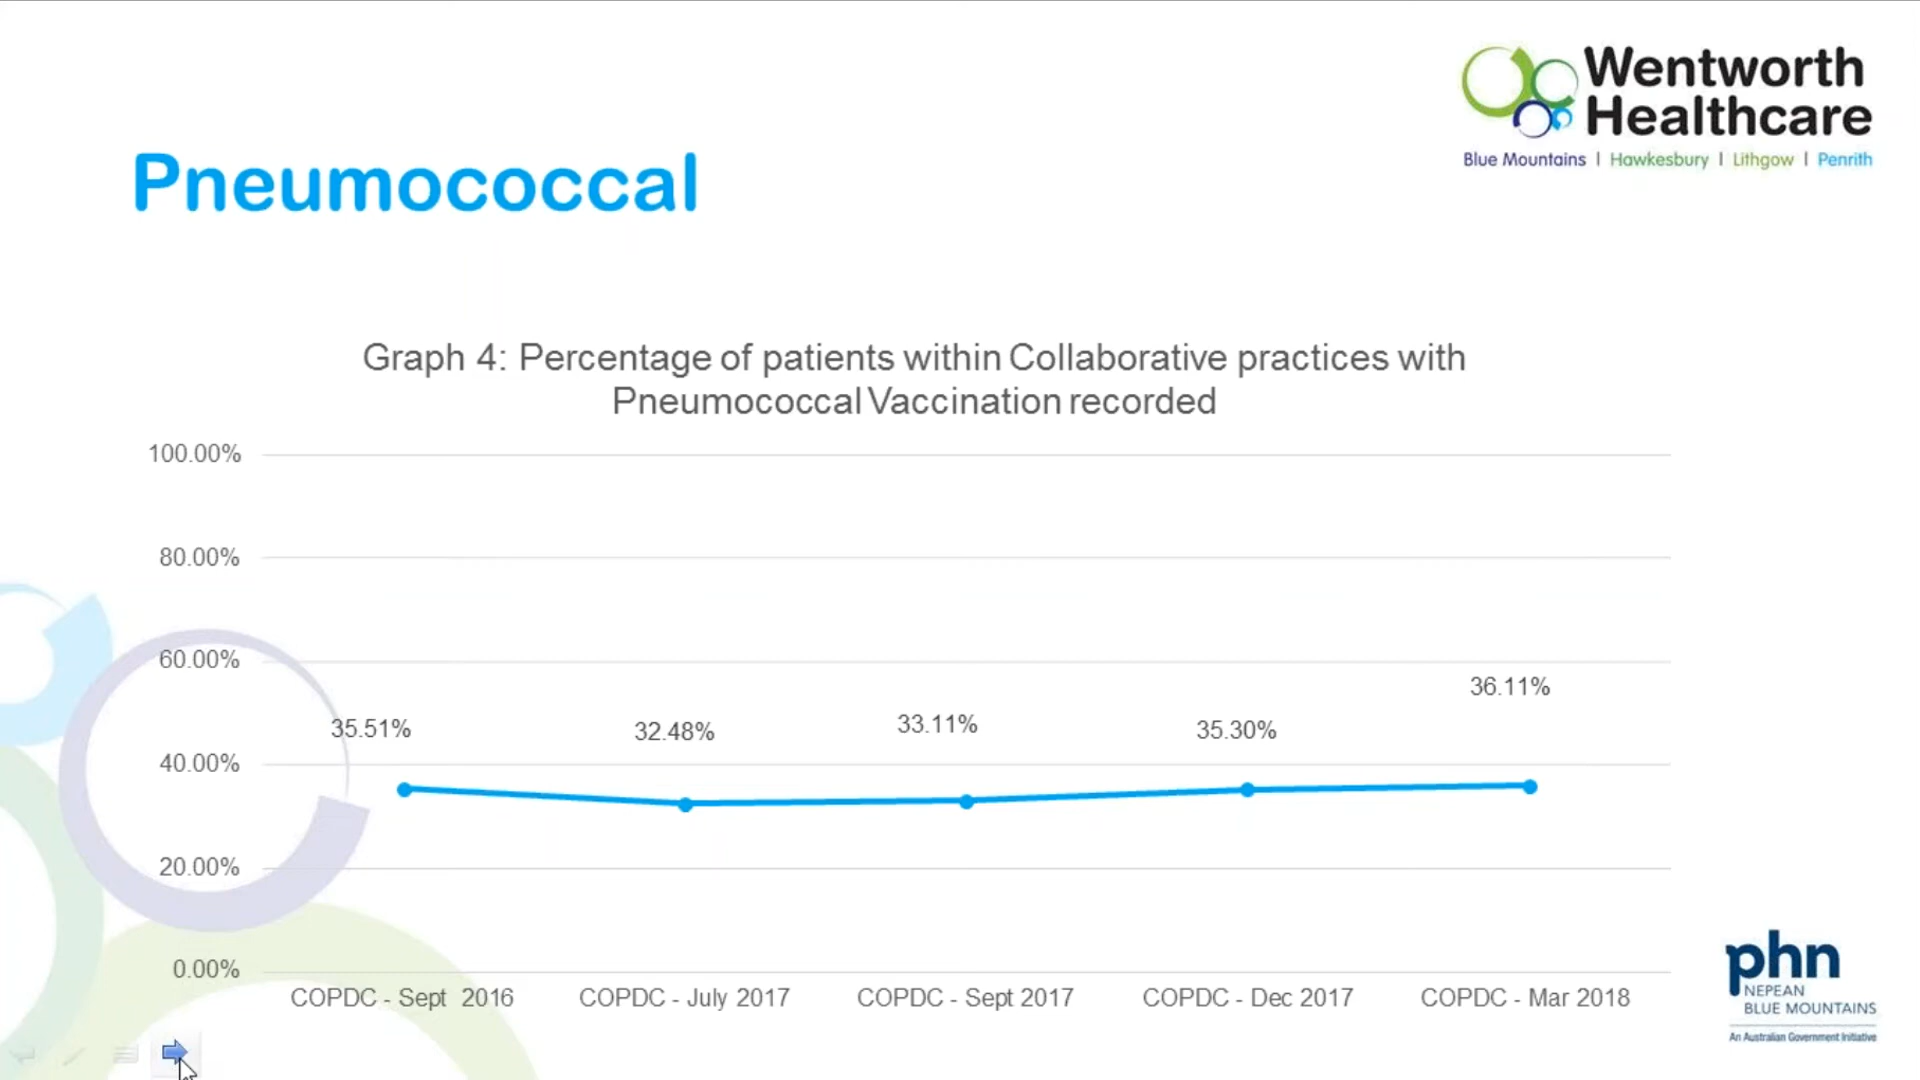 Wentworth
Healthcare
Blue Mountains | Hawkesbury | Lithgow | Penrith
Pneumococcal
Graph 4: Percentage of patients within Collaborative practices with
Pneumococcal Vaccination recorded
100.00%
80.00%
60.00%
40.00%
20.00%
0.00%
35.51%
32.48%
33.11%
35.30%
36.11%
COPDC - Sept 2016
COPDC - July 2017
COPDC - Sept 2017
COPDC - Dec 2017
COPDC - Mar 2018
phn
NEPEAN
BLUE MOUNTAINS
An Australian Government Initiative